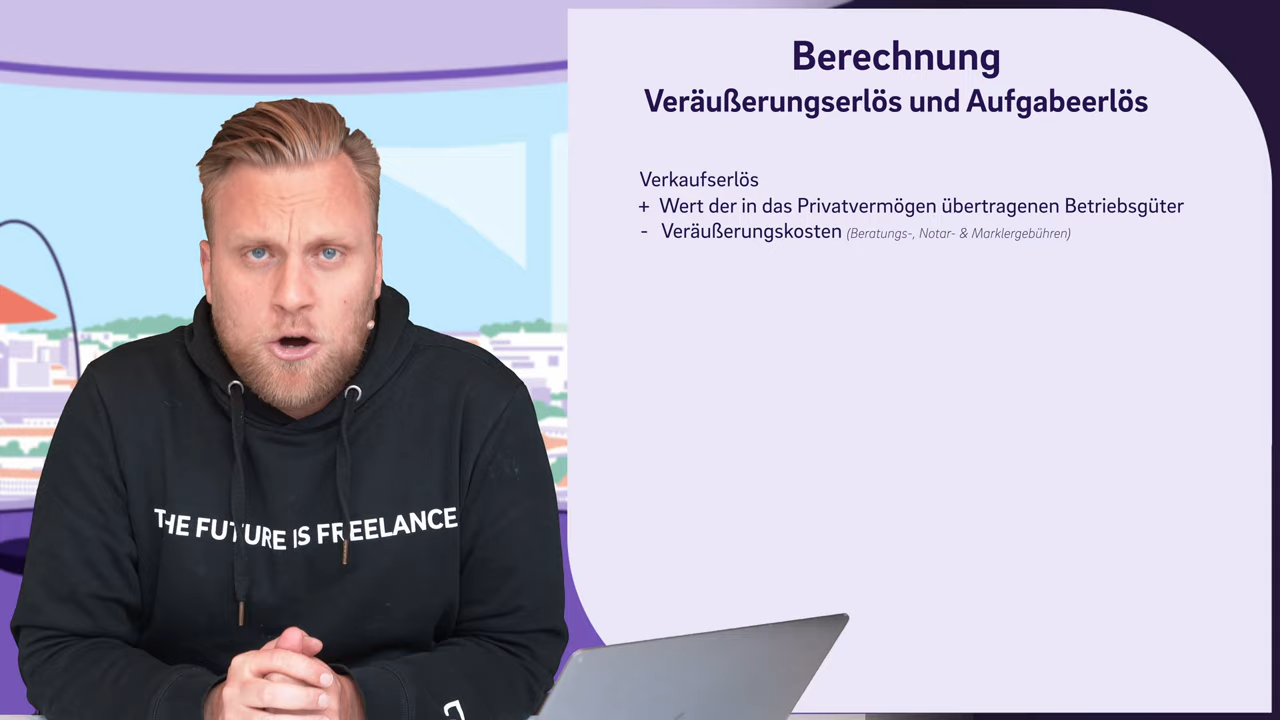 Berechnung
Veräußerungserlös und Aufgabeerlös
Verkaufserlös
+ Wert der in das Privatvermögen übertragenen Betriebsgüter
- Veräußerungskosten (Beratungs-, Notar- & Marklergebühren)
THE FUTURE IS FREELANCE